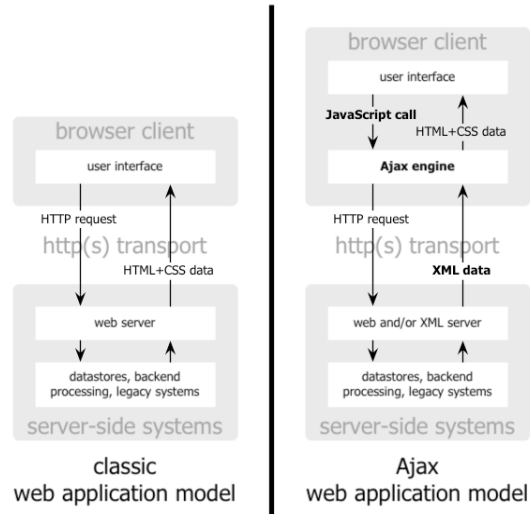 browser client
user interface
HTTP request
http(s) transport
HTML+CSS data
web server
datastores, backend
processing, legacy systems
server-side systems
classic
web application model
browser client
user interface
JavaScript call
HTML+CSS data
Ajax engine
HTTP request
http(s) transport
XML data
web and/or XML server
datastores, backend
processing, legacy systems
server-side systems
Ajax
web application model